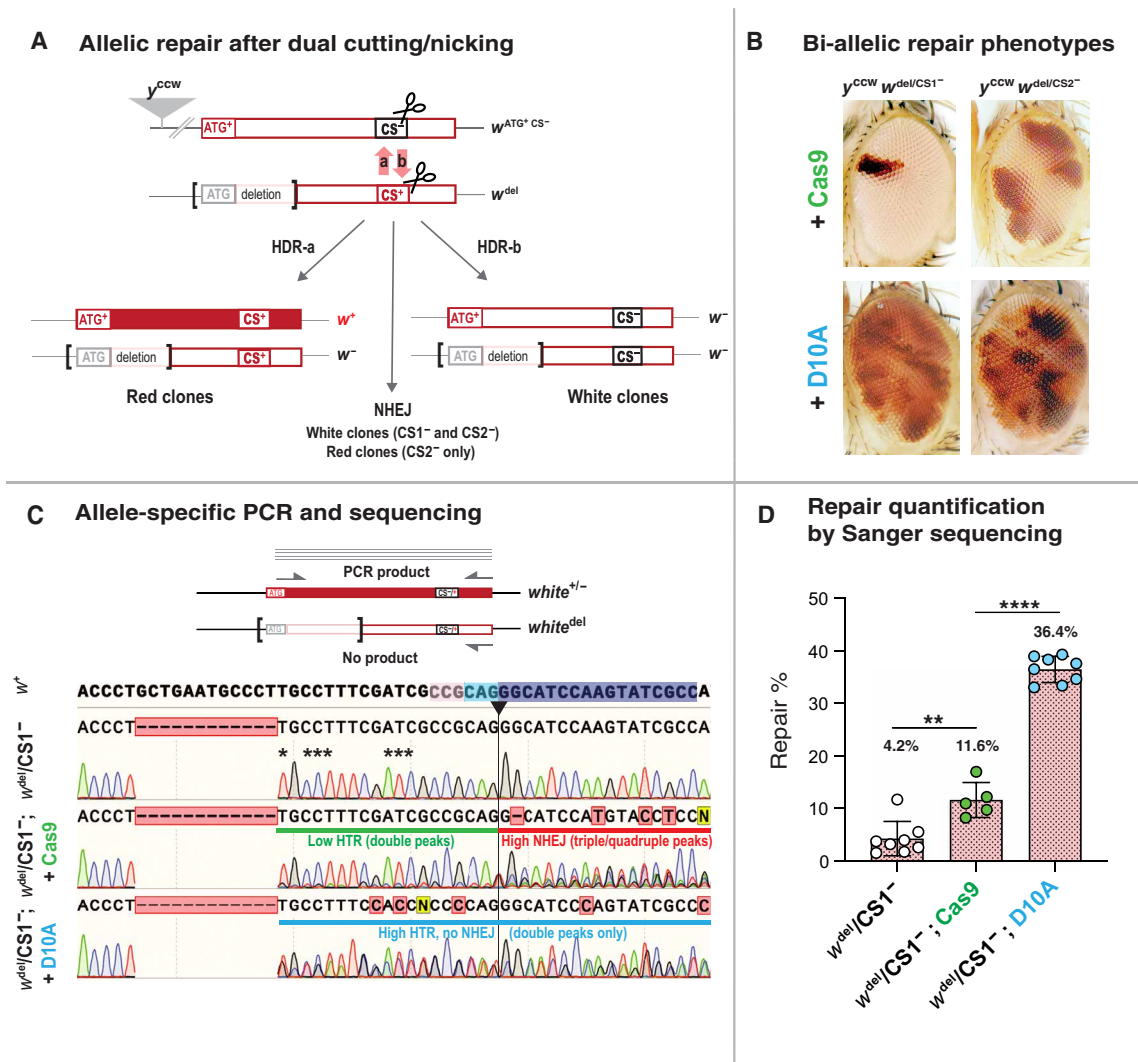 A Allelic repair after dual cutting/nicking
y^ccw
ATG⁺ CS⁻ w^ATG⁺ CS⁻
a b
ATG deletion CS⁺ w^del
HDR-a HDR-b
ATG⁺ CS⁺ w⁺
ATG deletion CS⁺ w⁻
Red clones
ATG⁺ CS⁻ w⁻
ATG deletion CS⁻ w⁻
White clones
NHEJ
White clones (CS1⁻ and CS2⁻)
Red clones (CS2⁻ only)
B Bi-allelic repair phenotypes
y^ccw w^del/CS1⁻ y^ccw w^del/CS2⁻
+ Cas9
+ D10A
C Allele-specific PCR and sequencing
PCR product
ATG CS⁻/⁺ white^+/−
ATG CS⁻/⁺ white^del
No product
w⁺
ACCCTGCTGAATGCCCTTGCCTTTCGATCGCCGCAGGGCATCCAAGTATCGCCA
w^del/CS1⁻
ACCCT-------------TGCCTTTCGATCGCCGCAGGGCATCCAAGTATCGCCA
* *** ***
w^del/CS1⁻;
+ Cas9
ACCCT-------------TGCCTTTCGATCGCCGCAGG-CATCCATGTACCTCCN
Low HTR (double peaks) High NHEJ (triple/quadruple peaks)
w^del/CS1⁻;
+ D10A
ACCCT-------------TGCCTTTCCACCNCCCCAGGGCATCCCAGTATCGCCC
High HTR, no NHEJ (double peaks only)
D Repair quantification
by Sanger sequencing
Repair %
50
40
30
20
10
0
****
36.4%
**
4.2% 11.6%
w^del/CS1⁻
w^del/CS1⁻; Cas9
w^del/CS1⁻; D10A